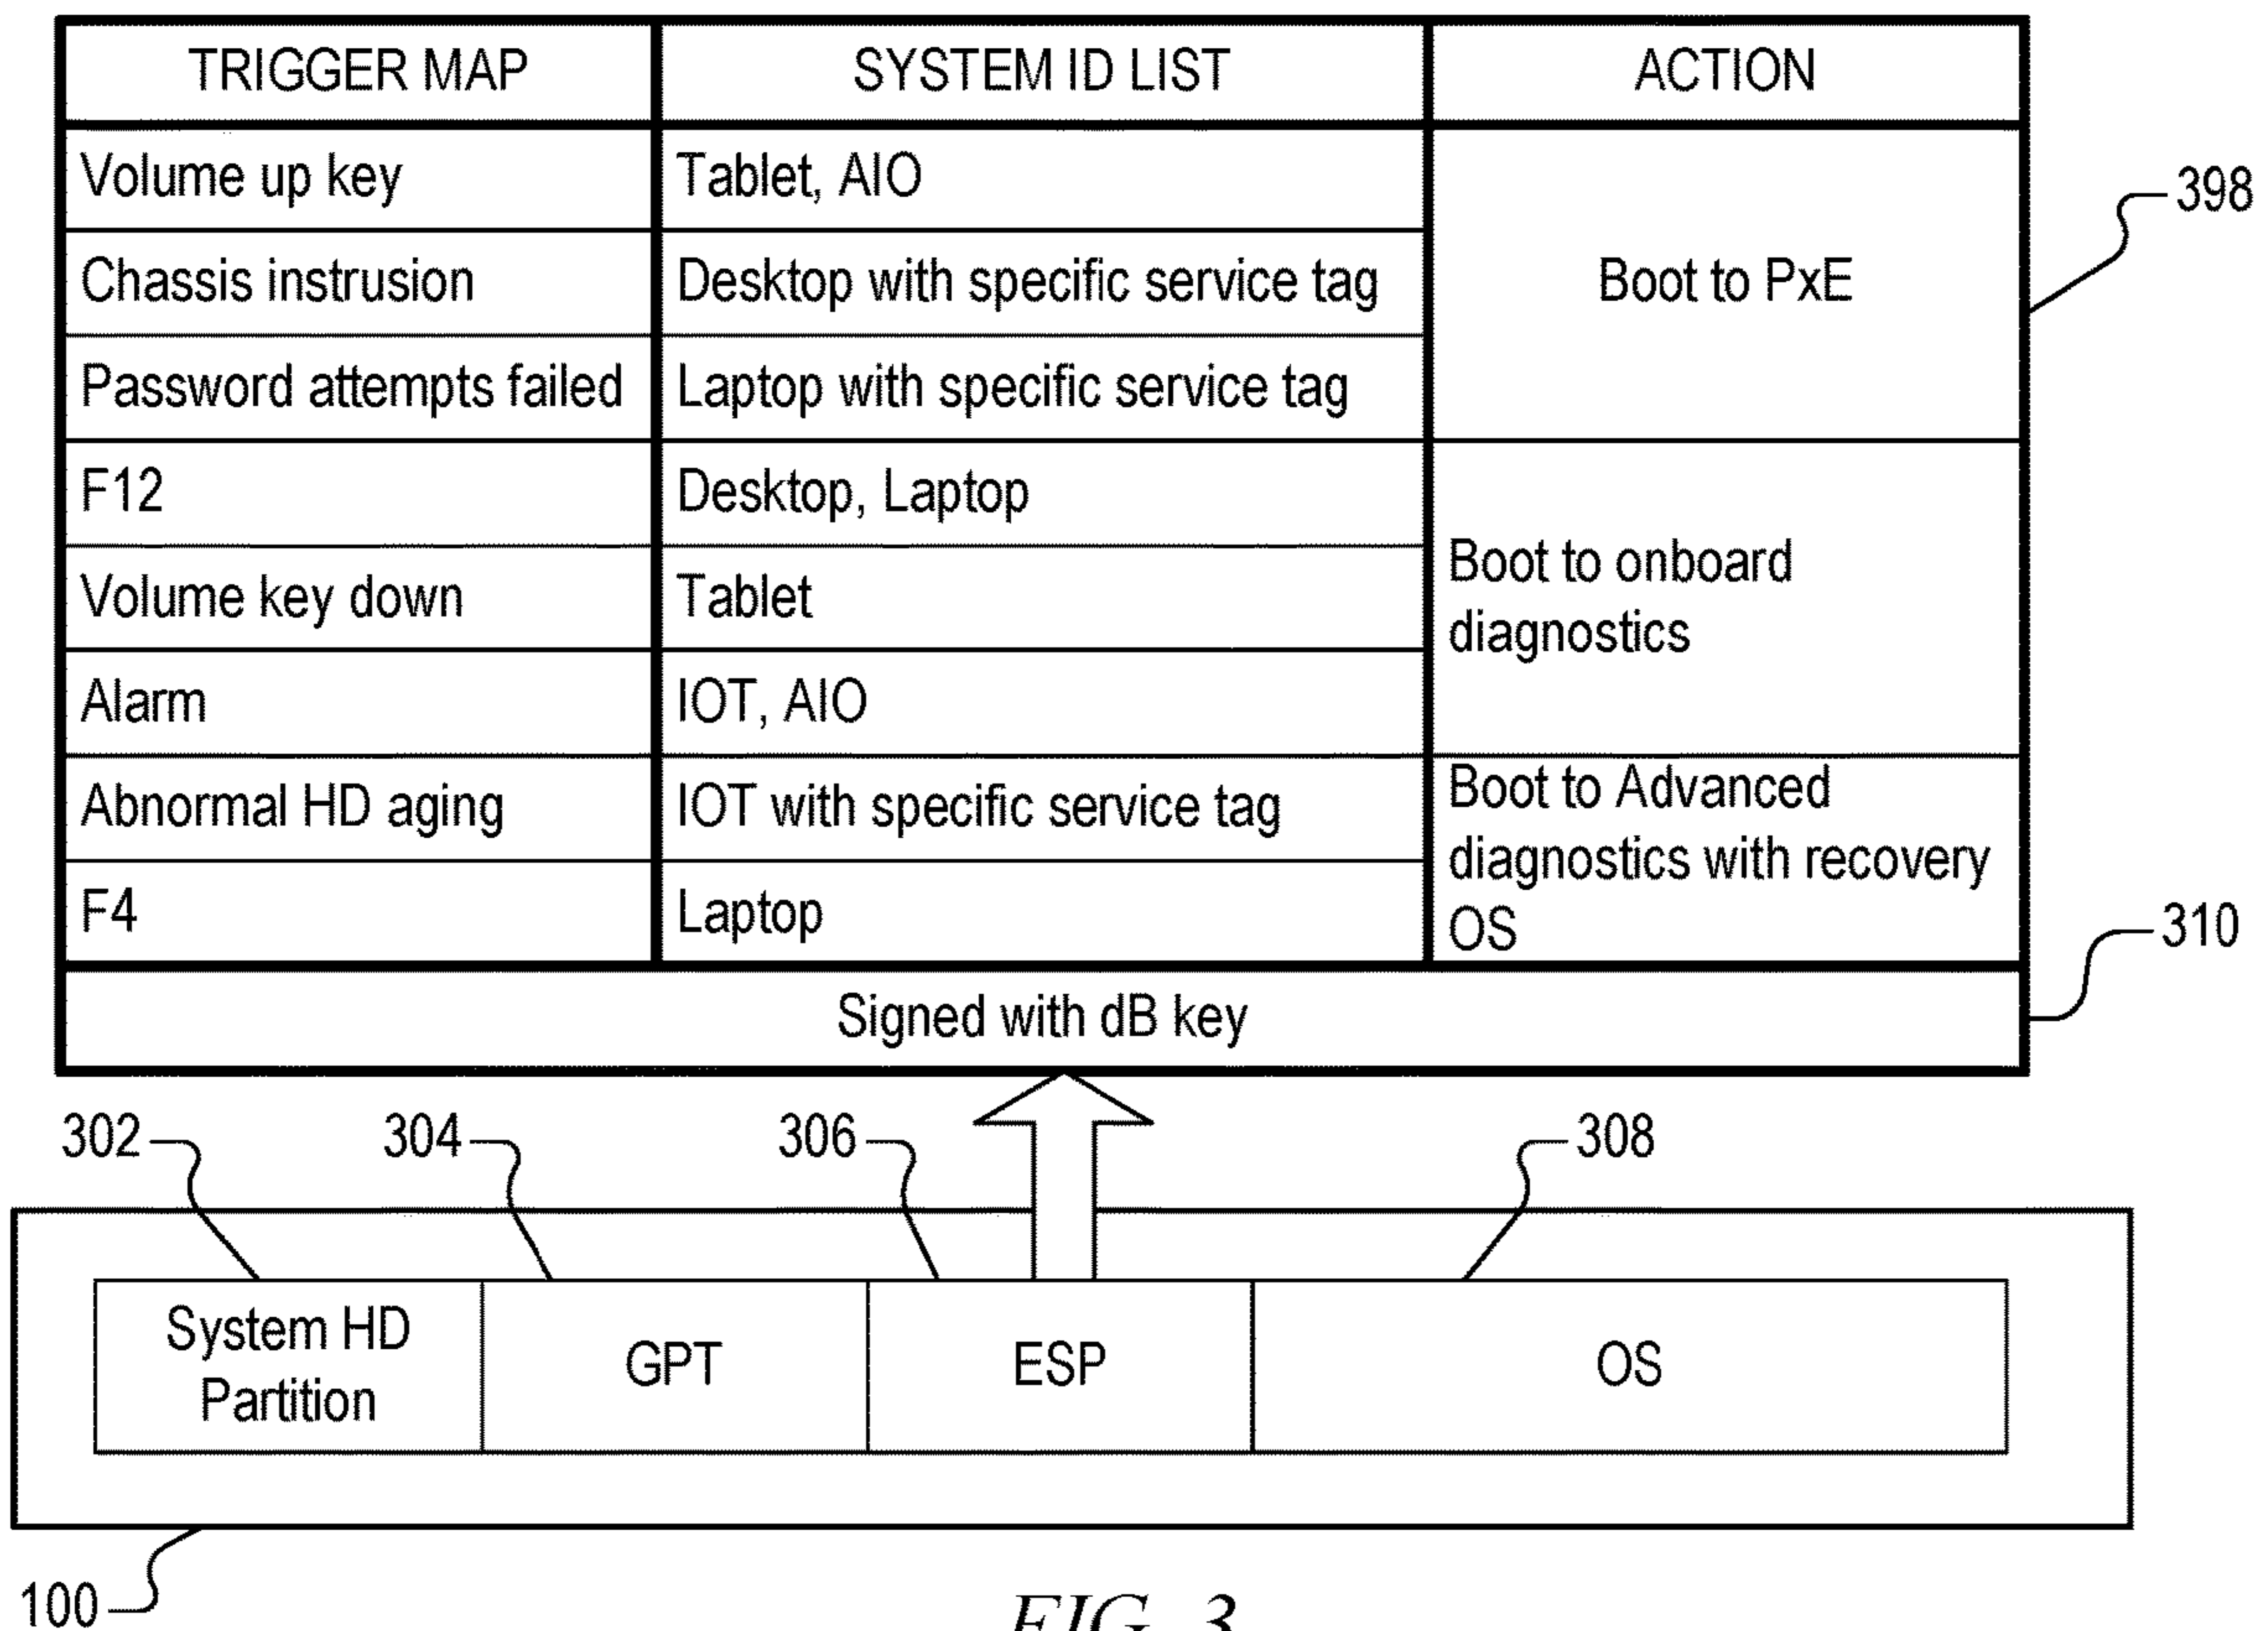 TRIGGER MAP SYSTEM ID LIST ACTION
Volume up key Tablet, AIO
398
Chassis instrusion Desktop with specific service tag Boot to PxE
Password attempts failed Laptop with specific service tag
F12 Desktop, Laptop
Boot to onboard
diagnostics
Volume key down Tablet
Alarm IOT, AIO
Abnormal HD aging IOT with specific service tag
Boot to Advanced
diagnostics with recovery
OS
F4 Laptop
310
Signed with dB key
302 304 306 308
System HD
Partition
GPT
ESP
OS
100
FIG. 3